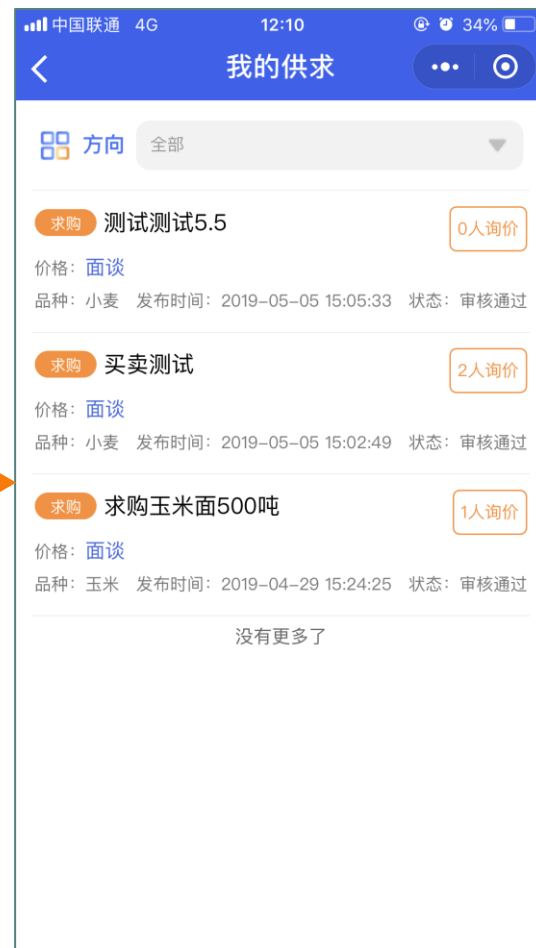 中国联通 4G 12:10 34%
我的供求
方向 全部
求购 测试测试5.5 0人询价
价格：面谈
品种：小麦 发布时间：2019-05-05 15:05:33 状态：审核通过
求购 买卖测试 2人询价
价格：面谈
品种：小麦 发布时间：2019-05-05 15:02:49 状态：审核通过
求购 求购玉米面500吨 1人询价
价格：面谈
品种：玉米 发布时间：2019-04-29 15:24:25 状态：审核通过
没有更多了